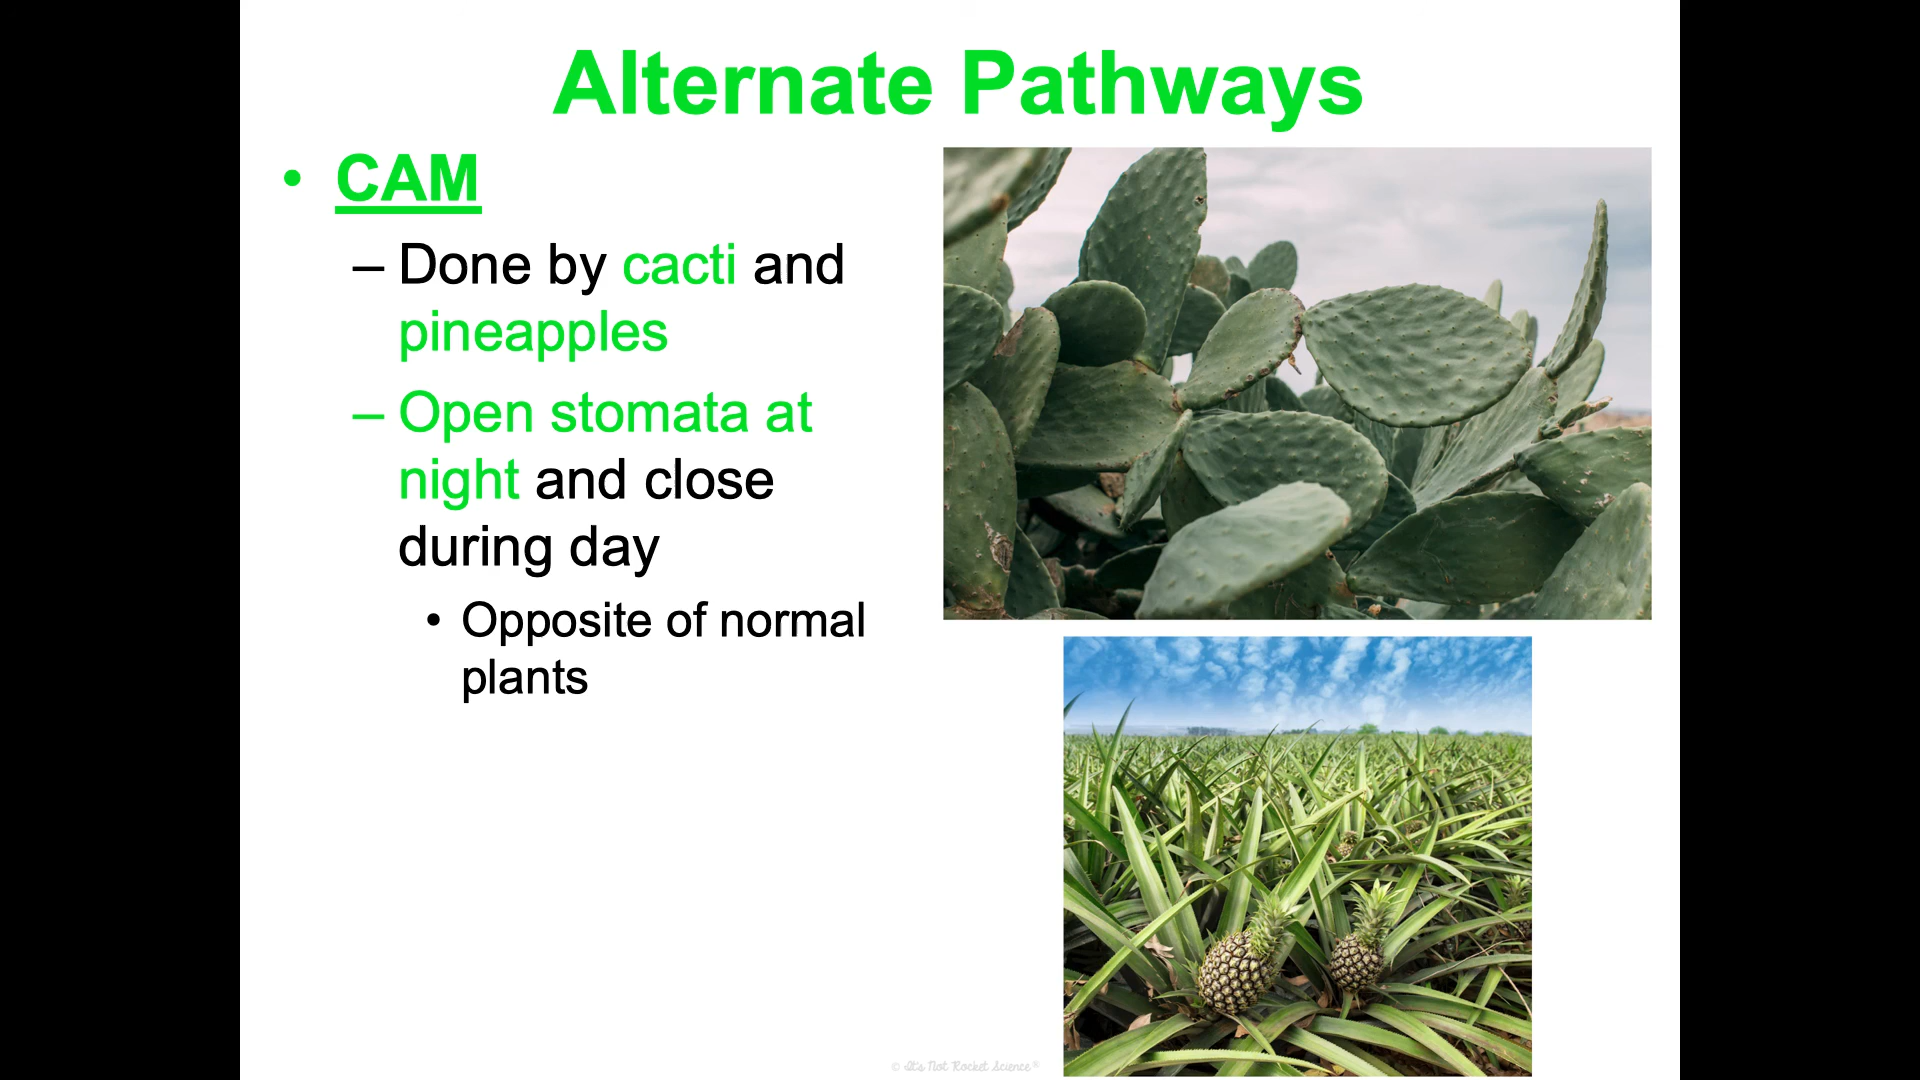 Alternate Pathways
• CAM
– Done by cacti and
pineapples
– Open stomata at
night and close
during day
• Opposite of normal
plants
© It's Not Rocket Science®